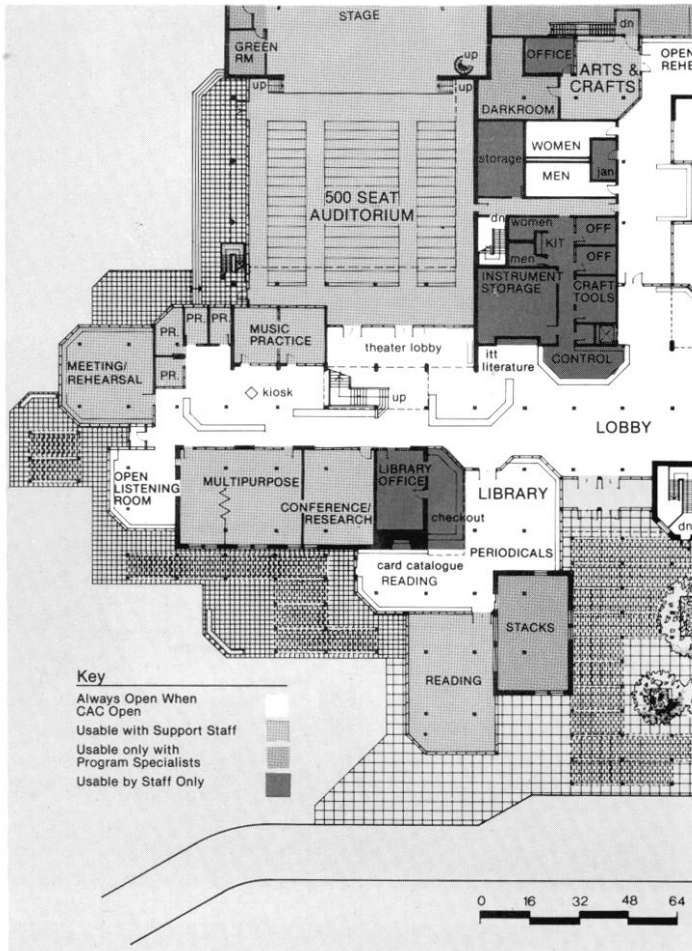 STAGE
GREEN
RM
up
up
up
500 SEAT
AUDITORIUM
dn
OFFICE
ARTS &
CRAFTS
OPEN
REHE
DARKROOM
storage
WOMEN
MEN
jan
dn
women
men
KIT
OFF
OFF
INSTRUMENT
STORAGE
CRAFT
TOOLS
CONTROL
PR.
PR.
PR.
PR.
MUSIC
PRACTICE
MEETING/
REHEARSAL
theater lobby
itt
literature
kiosk
up
LOBBY
OPEN
LISTENING
ROOM
MULTIPURPOSE
CONFERENCE/
RESEARCH
LIBRARY
OFFICE
checkout
LIBRARY
PERIODICALS
card catalogue
READING
dn
STACKS
READING
Key
Always Open When
CAC Open
Usable with Support Staff
Usable only with
Program Specialists
Usable by Staff Only
0 16 32 48 64